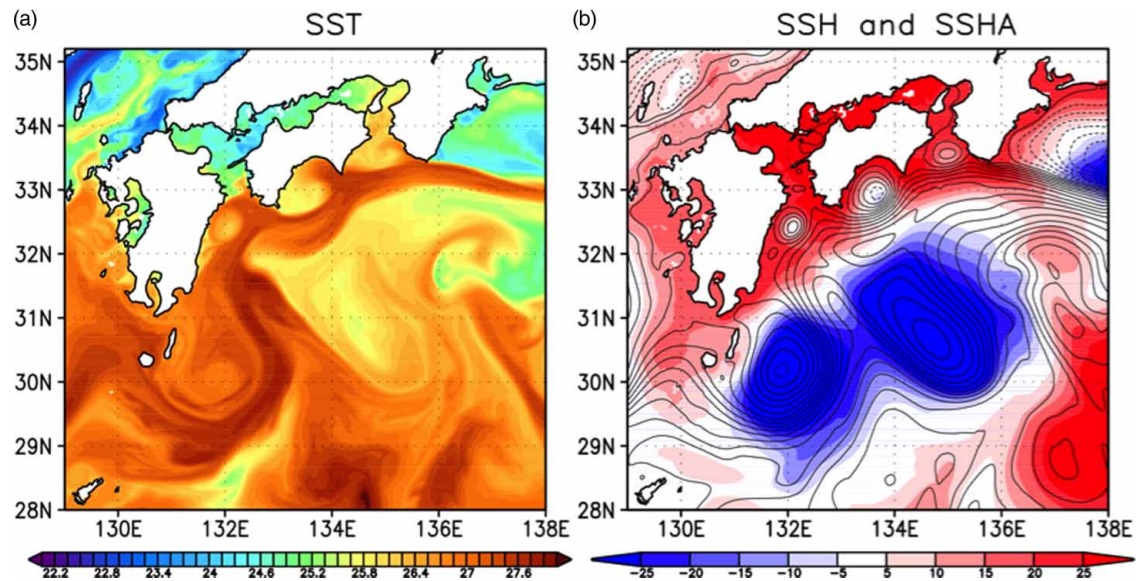 (a) SST
(b) SSH and SSHA
35N
34N
33N
32N
31N
30N
29N
28N
130E 132E 134E 136E 138E
22.2 22.8 23.4 24 24.6 25.2 25.8 26.4 27 27.6
35N
34N
33N
32N
31N
30N
29N
28N
130E 132E 134E 136E 138E
-25 -20 -15 -10 -5 5 10 15 20 25